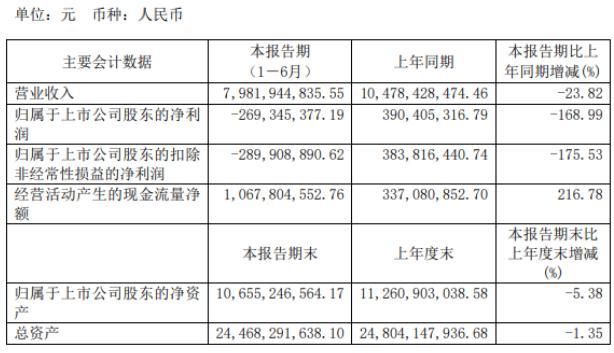 单位：元 币种：人民币
主要会计数据 本报告期（1－6月） 上年同期 本报告期比上年同期增减(%)
营业收入 7,981,944,835.55 10,478,428,474.46 -23.82
归属于上市公司股东的净利润 -269,345,377.19 390,405,316.79 -168.99
归属于上市公司股东的扣除非经常性损益的净利润 -289,908,890.62 383,816,440.74 -175.53
经营活动产生的现金流量净额 1,067,804,552.76 337,080,852.70 216.78
本报告期末 上年度末 本报告期末比上年度末增减(%)
归属于上市公司股东的净资产 10,655,246,564.17 11,260,903,038.58 -5.38
总资产 24,468,291,638.10 24,804,147,936.68 -1.35